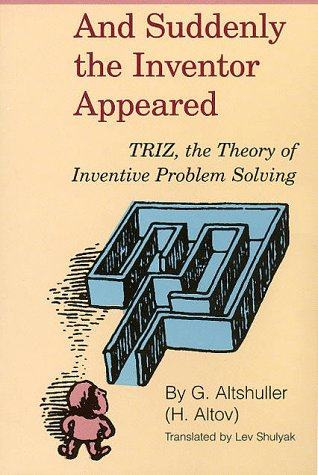 And Suddenly
the Inventor
Appeared
TRIZ, the Theory of
Inventive Problem Solving
By G. Altshuller
(H. Altov)
Translated by Lev Shulyak